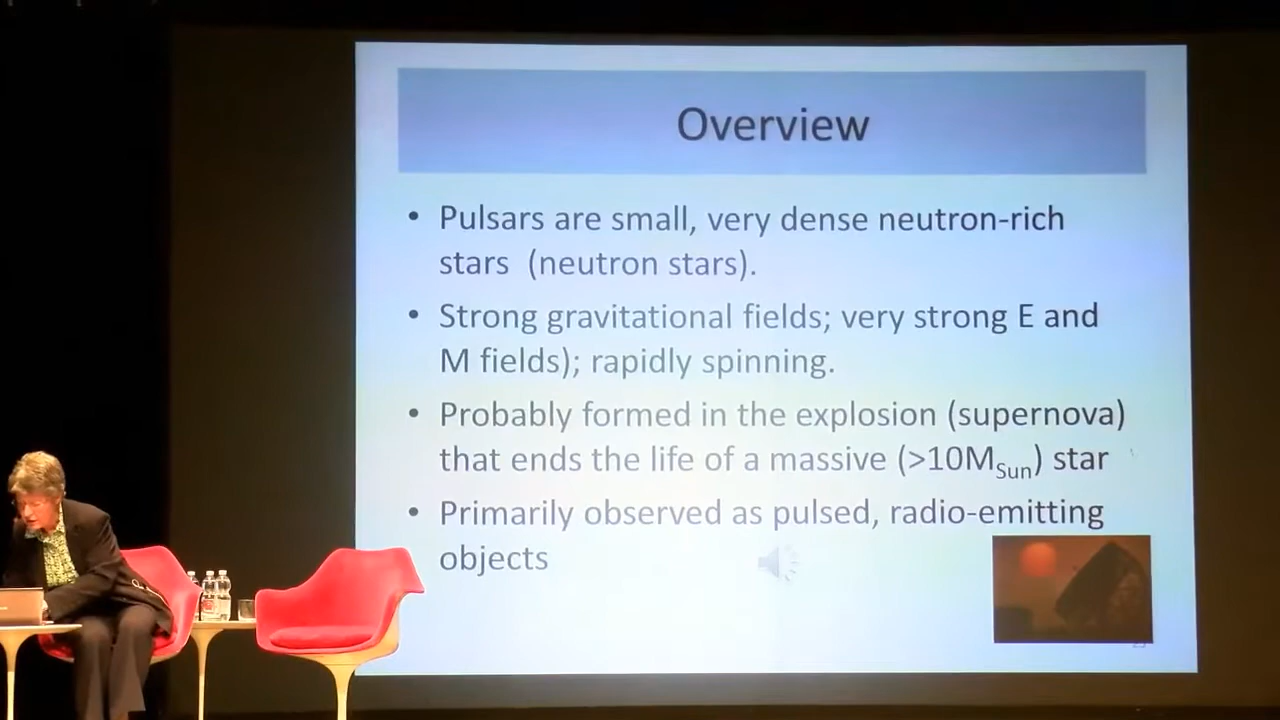 Overview
• Pulsars are small, very dense neutron-rich
stars (neutron stars).
• Strong gravitational fields; very strong E and
M fields); rapidly spinning.
• Probably formed in the explosion (supernova)
that ends the life of a massive (>10M_Sun) star
• Primarily observed as pulsed, radio-emitting
objects